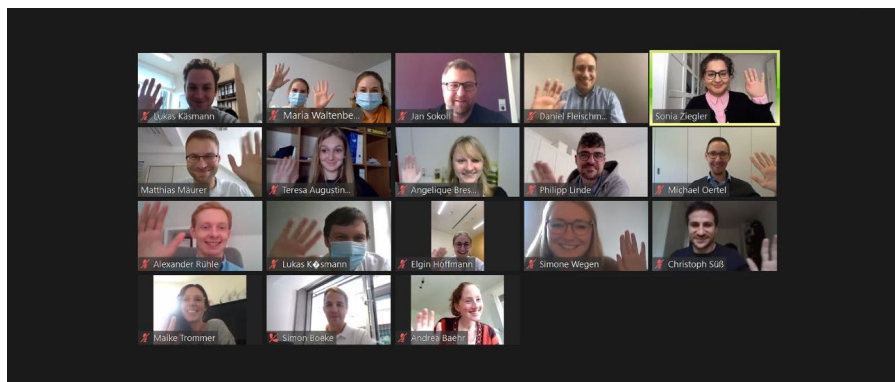 Lukas Käsmann
Maria Waltenbe...
Jan Sokoll
Daniel Fleischm...
Sonia Ziegler
Matthias Mäurer
Teresa Augustin...
Angelique Bres...
Philipp Linde
Michael Oertel
Alexander Rühle
Lukas K�smann
Elgin Hoffmann
Simone Wegen
Christoph Süß
Maike Trommer
Simon Boeke
Andrea Baehr